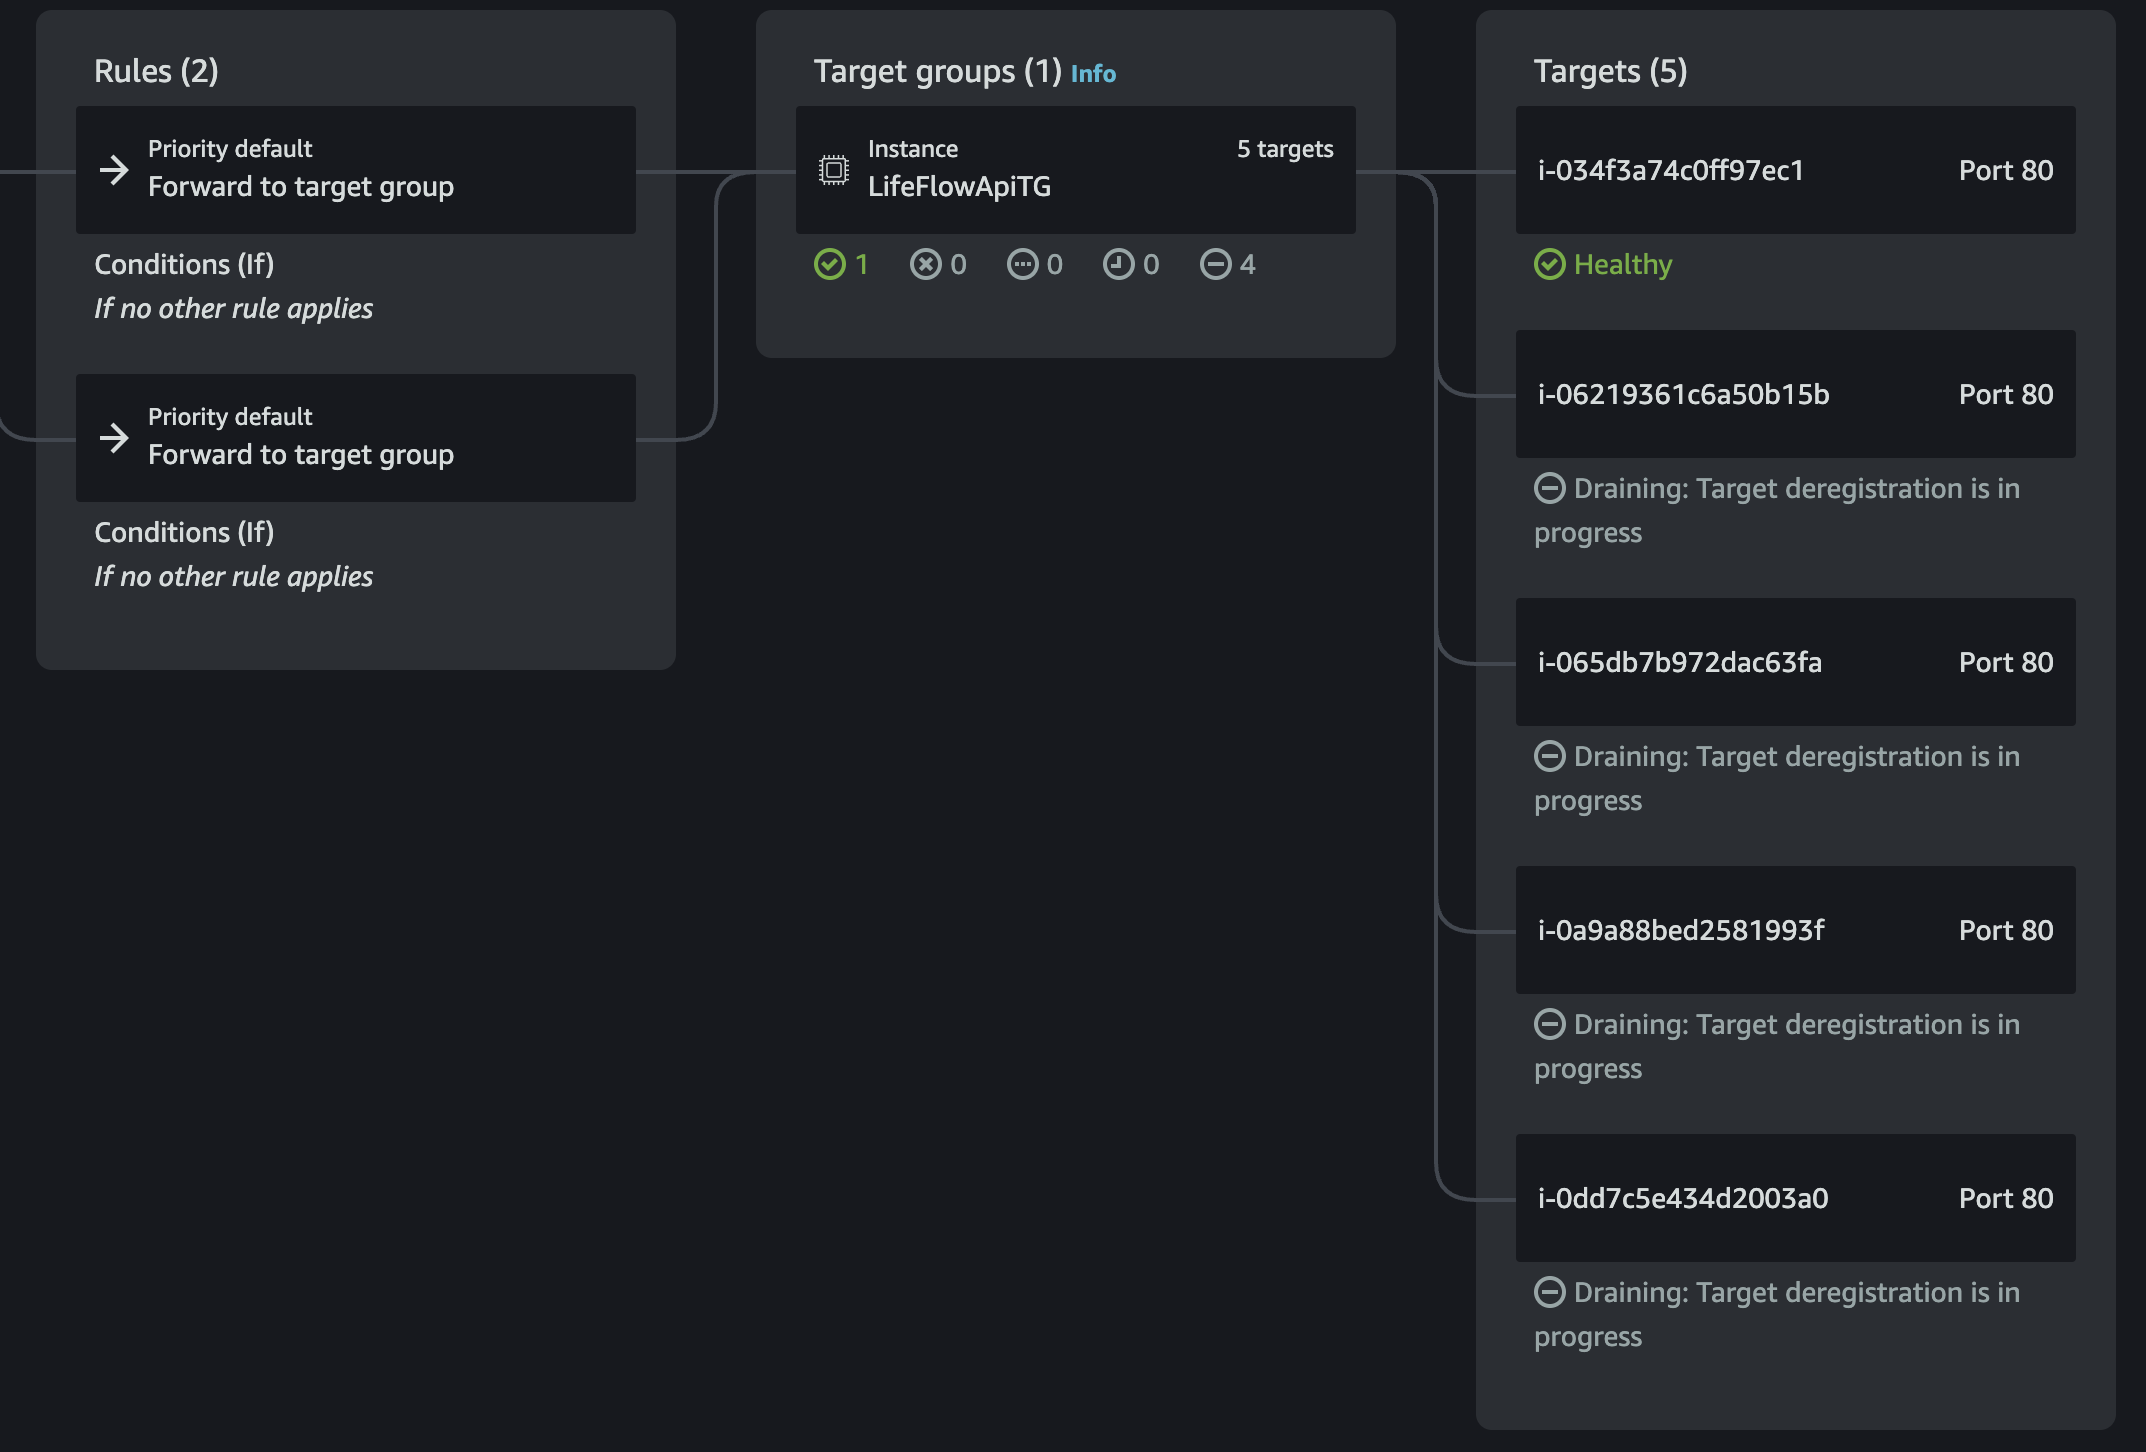 Rules (2)
Priority default
Forward to target group
Conditions (If)
If no other rule applies
Priority default
Forward to target group
Conditions (If)
If no other rule applies
Target groups (1) Info
Instance 5 targets
LifeFlowApiTG
1 0 0 0 4
Targets (5)
i-034f3a74c0ff97ec1 Port 80
Healthy
i-06219361c6a50b15b Port 80
Draining: Target deregistration is in
progress
i-065db7b972dac63fa Port 80
Draining: Target deregistration is in
progress
i-0a9a88bed2581993f Port 80
Draining: Target deregistration is in
progress
i-0dd7c5e434d2003a0 Port 80
Draining: Target deregistration is in
progress